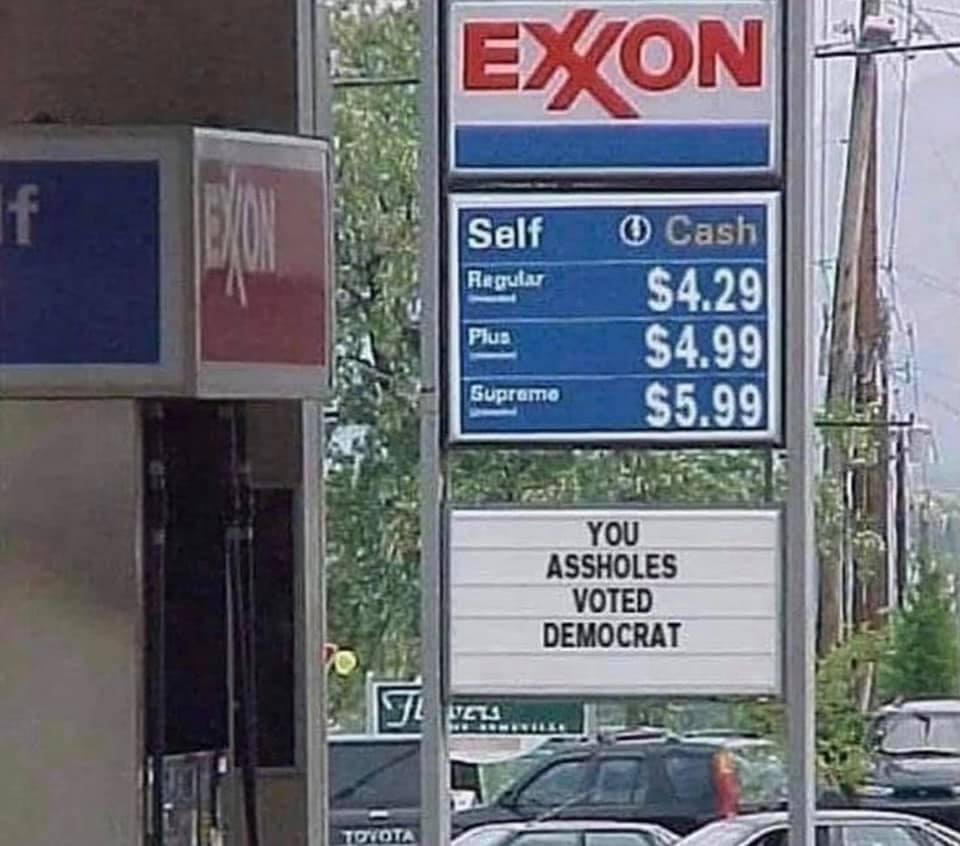 EXXON
Self Cash
Regular $4.29
Plus $4.99
Supreme $5.99
YOU
ASSHOLES
VOTED
DEMOCRAT
f
EXXON
TOYOTA